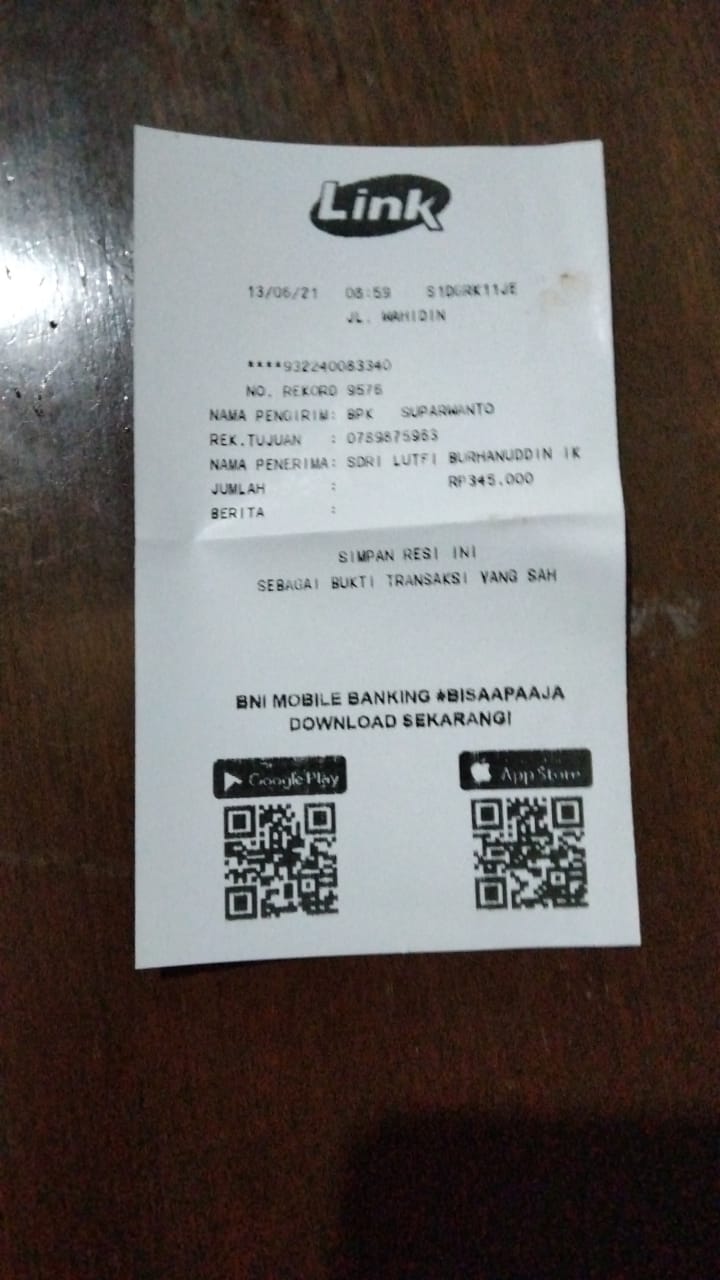 Link
13/06/21 08:59 S1DGRK11JE
JL. WAHIDIN
****932240083340
NO. REKORD 9576
NAMA PENGIRIM: BPK SUPARWANTO
REK.TUJUAN : 0789875983
NAMA PENERIMA: SDRI LUTFI BURHANUDDIN IK
JUMLAH : RP345.000
BERITA :
SIMPAN RESI INI
SEBAGAI BUKTI TRANSAKSI YANG SAH
BNI MOBILE BANKING #BISAAPAAJA
DOWNLOAD SEKARANG!
Google Play
App Store